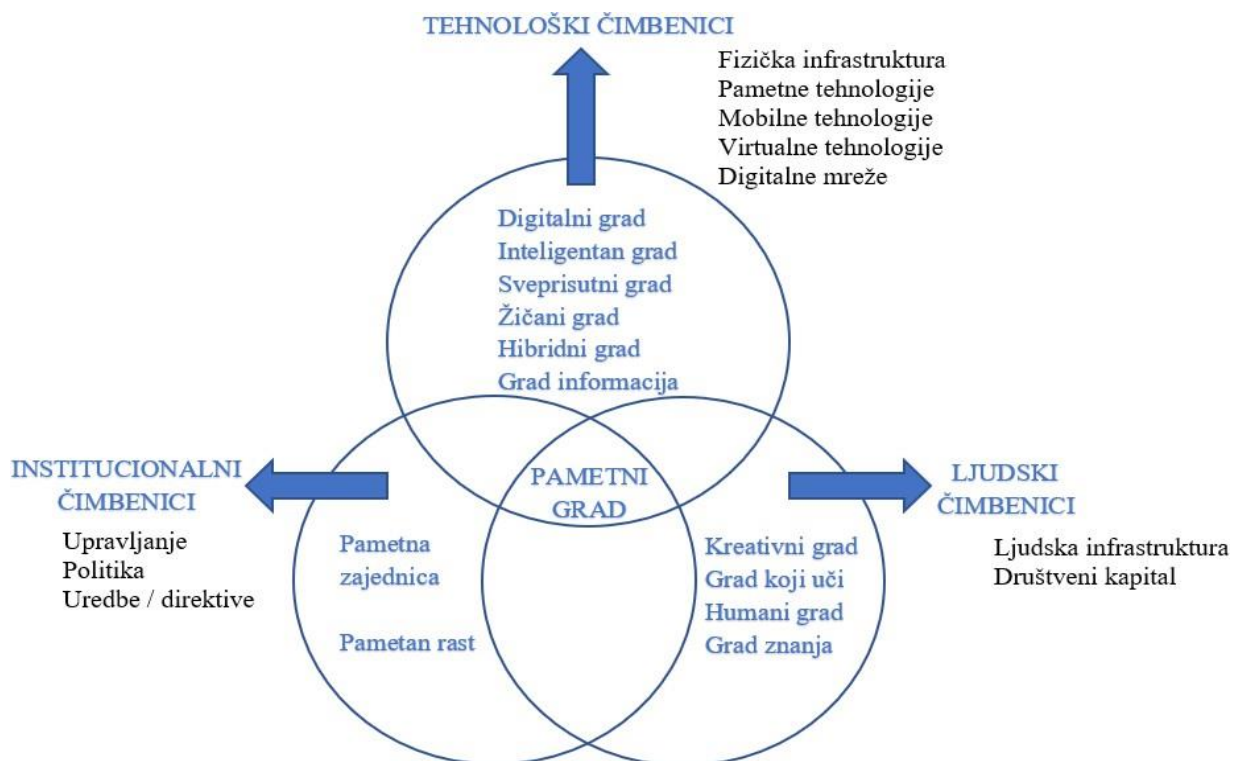 TEHNOLOŠKI ČIMBENICI
Fizička infrastruktura
Pametne tehnologije
Mobilne tehnologije
Virtualne tehnologije
Digitalne mreže
Digitalni grad
Inteligentan grad
Sveprisutni grad
Žičani grad
Hibridni grad
Grad informacija
PAMETNI
GRAD
INSTITUCIONALNI
ČIMBENICI
Upravljanje
Politika
Uredbe / direktive
Pametna
zajednica
Pametan rast
Kreativni grad
Grad koji uči
Humani grad
Grad znanja
LJUDSKI
ČIMBENICI
Ljudska infrastruktura
Društveni kapital